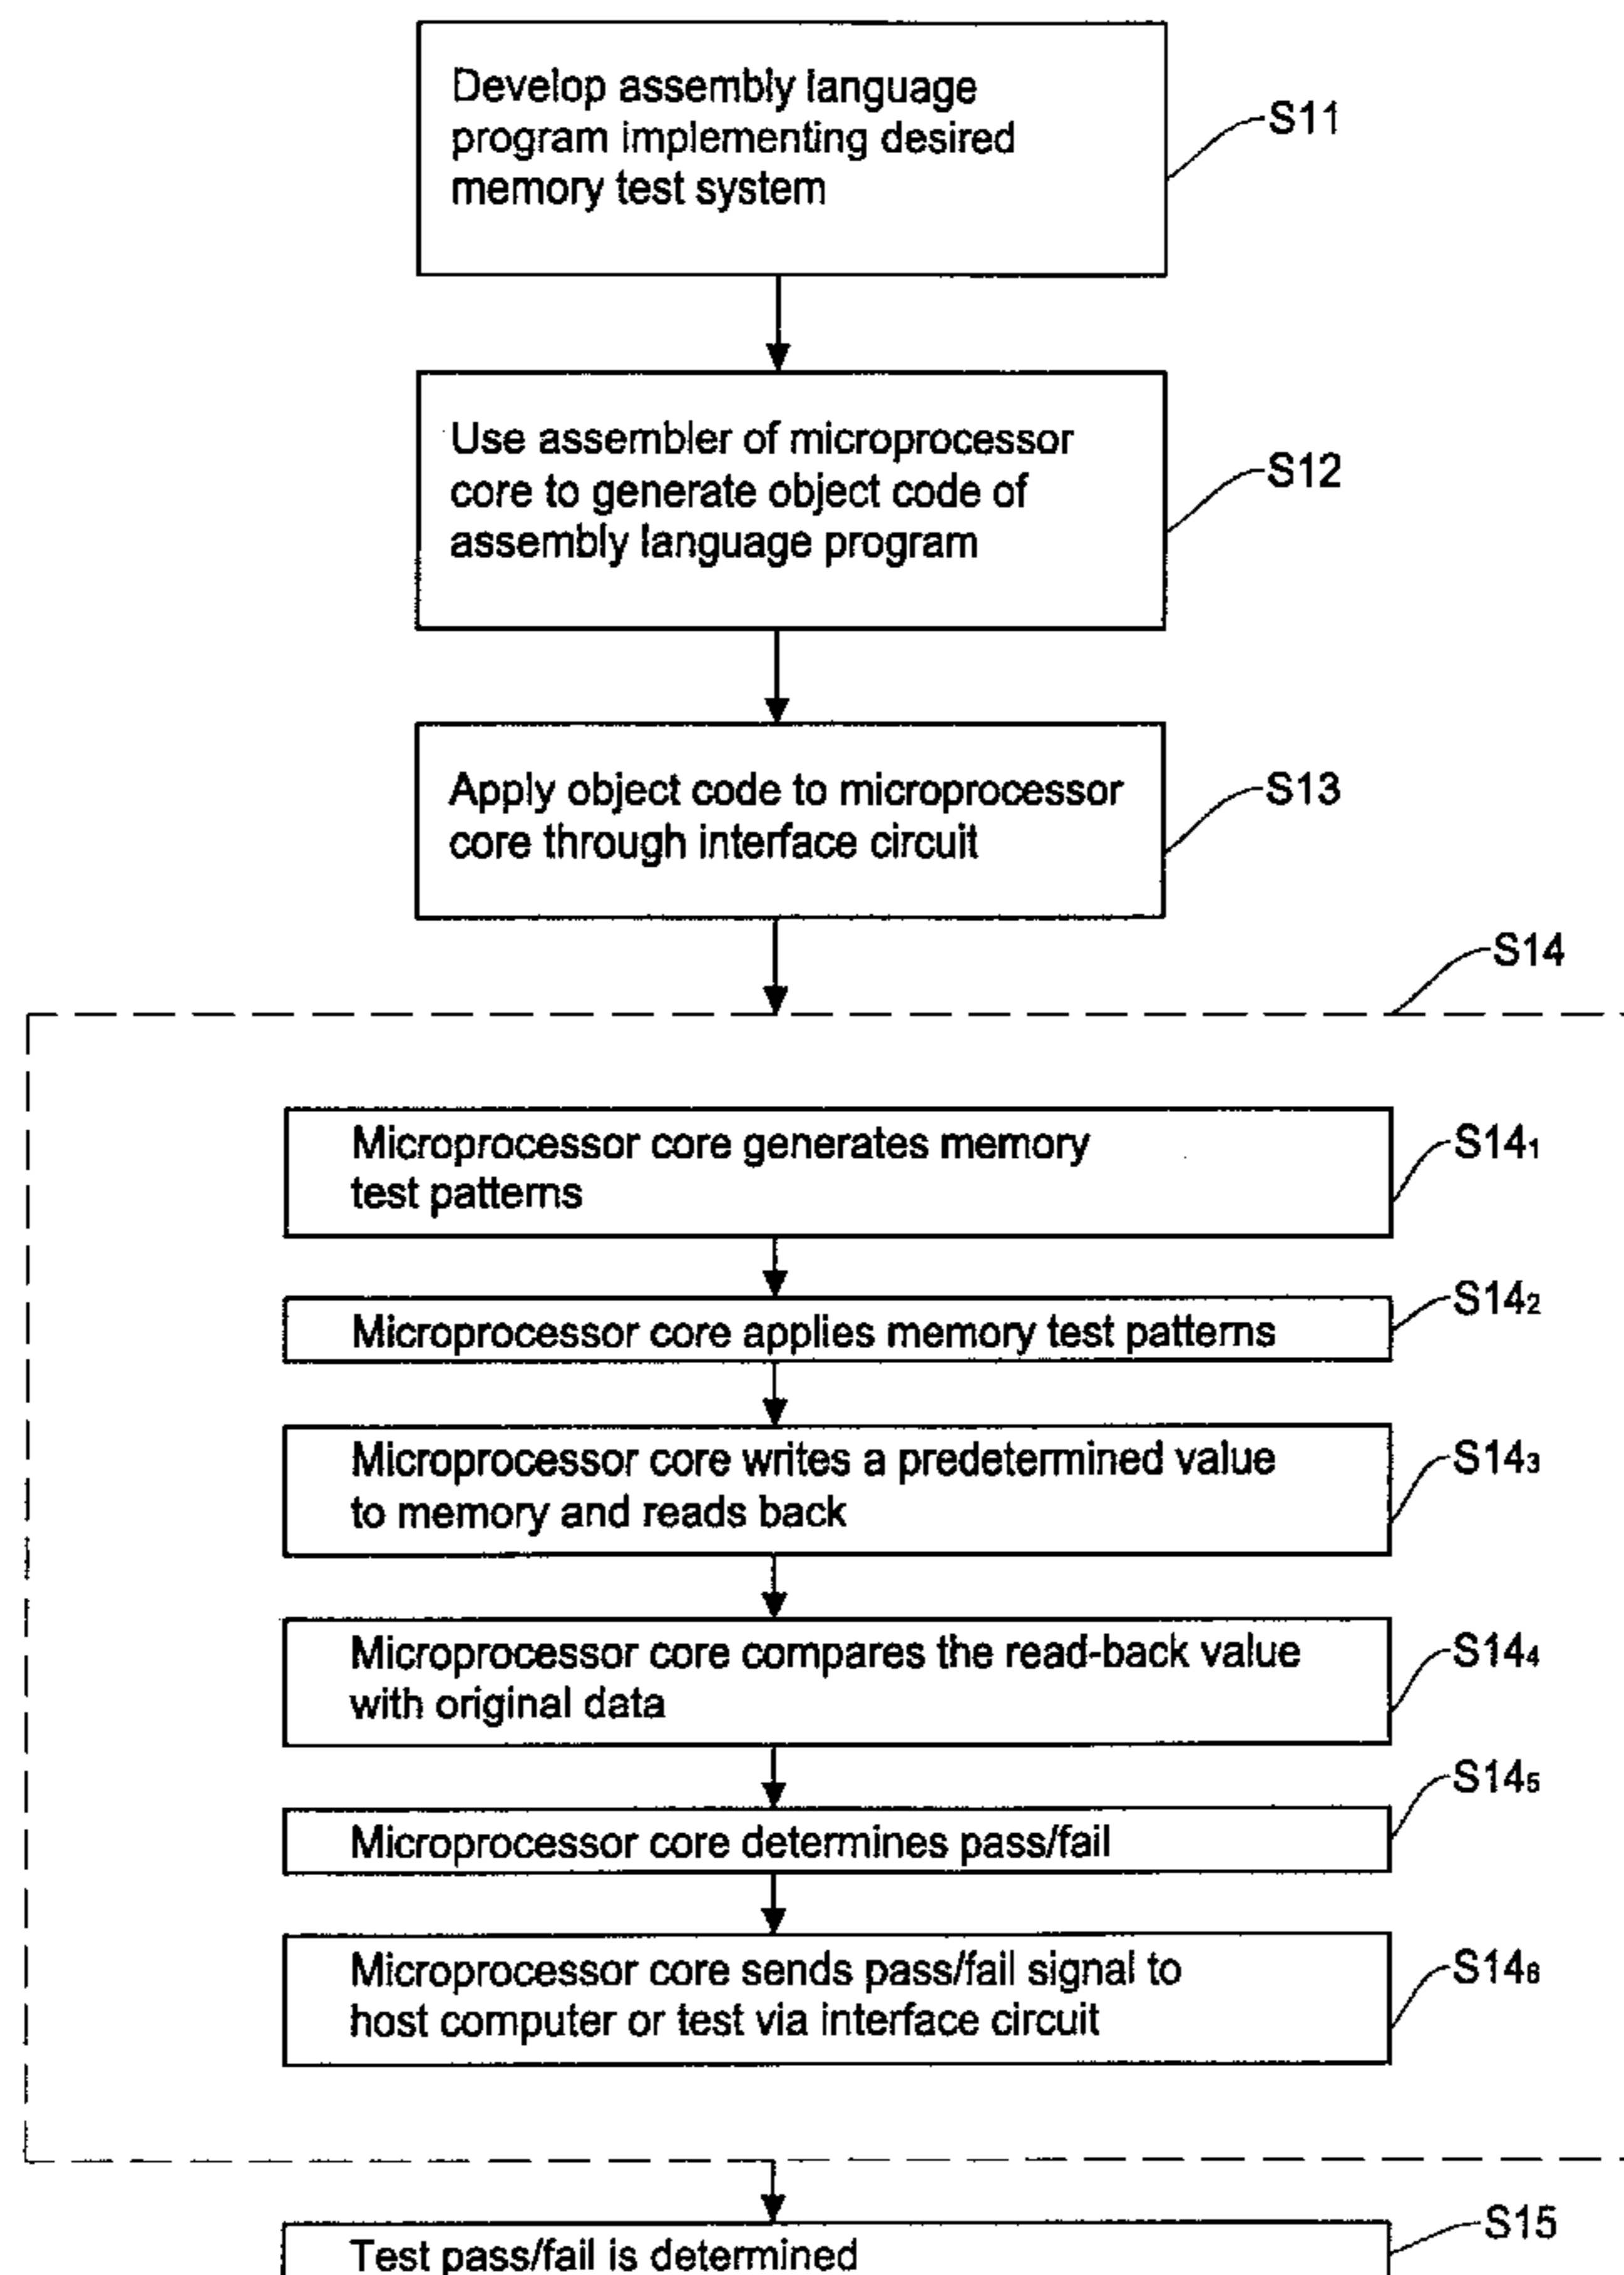 Develop assembly language
program implementing desired
memory test system
S11
Use assembler of microprocessor
core to generate object code of
assembly language program
S12
Apply object code to microprocessor
core through interface circuit
S13
S14
Microprocessor core generates memory
test patterns
S14₁
Microprocessor core applies memory test patterns
S14₂
Microprocessor core writes a predetermined value
to memory and reads back
S14₃
Microprocessor core compares the read-back value
with original data
S14₄
Microprocessor core determines pass/fail
S14₅
Microprocessor core sends pass/fail signal to
host computer or test via interface circuit
S14₆
Test pass/fail is determined
S15